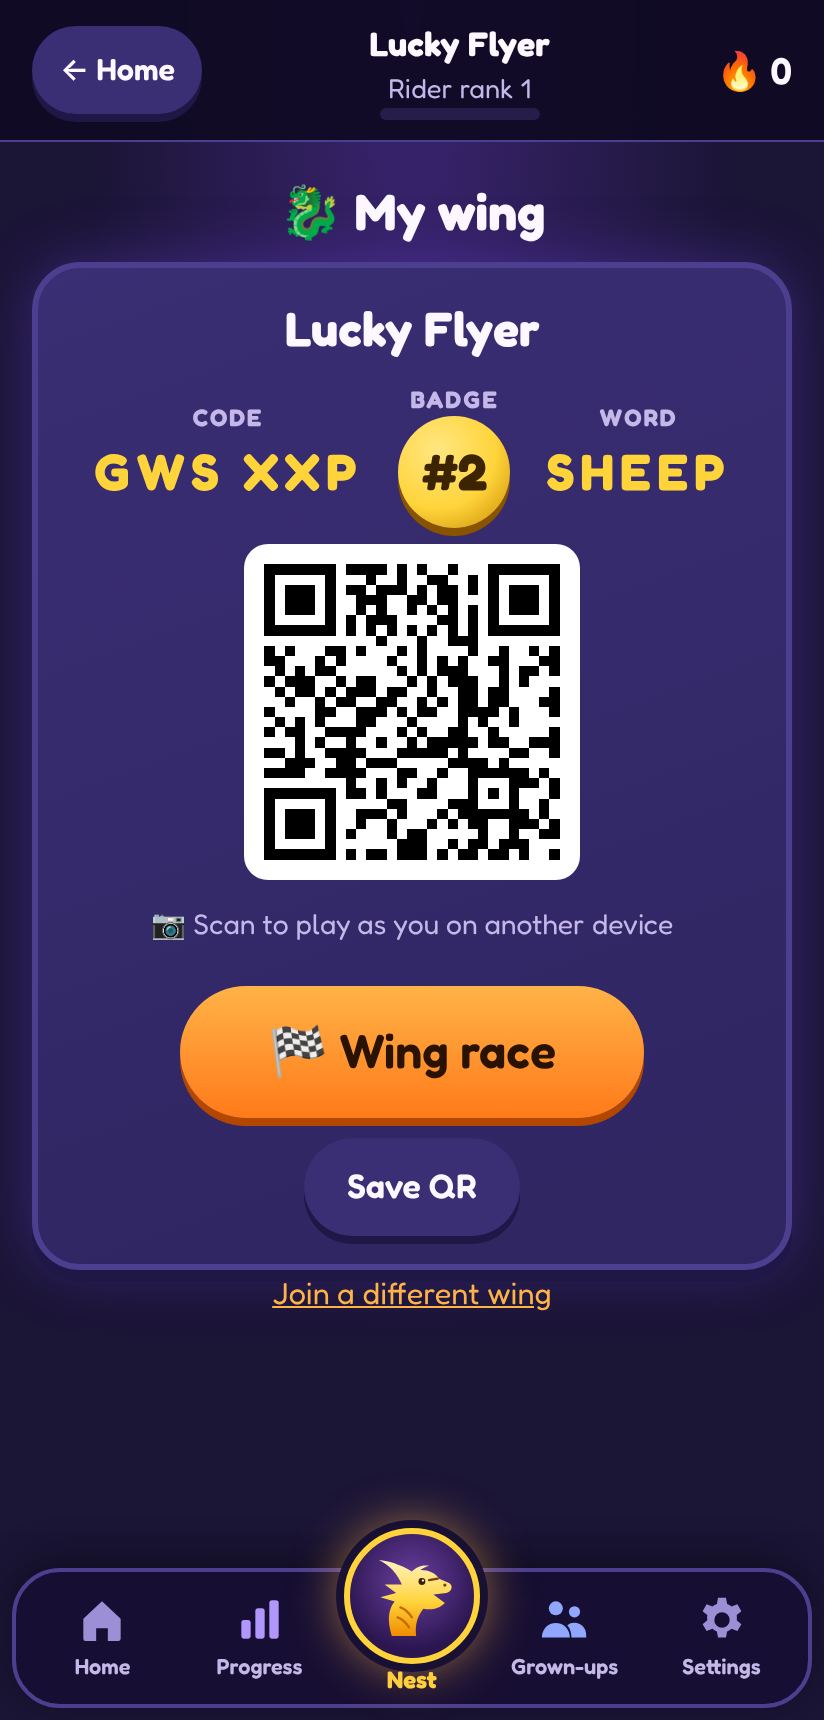 ← Home
Lucky Flyer
Rider rank 1
0
My wing
Lucky Flyer
CODE
GWS XXP
BADGE
#2
WORD
SHEEP
Scan to play as you on another device
Wing race
Save QR
Join a different wing
Home
Progress
Nest
Grown-ups
Settings